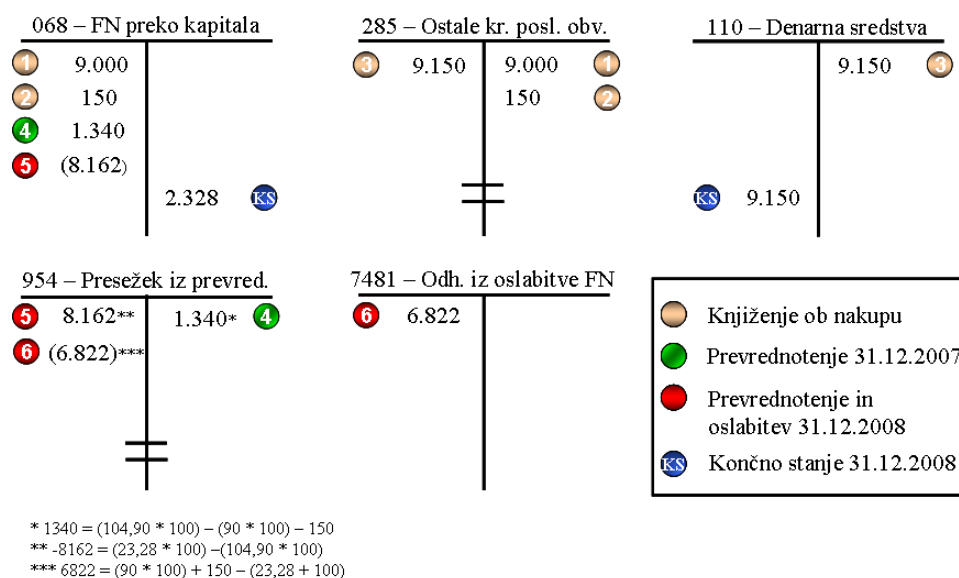 068 – FN preko kapitala
1 9.000
2 150
4 1.340
5 (8.162)
2.328 KS
285 – Ostale kr. posl. obv.
3 9.150 9.000 1
150 2
110 – Denarna sredstva
9.150 3
KS 9.150
954 – Presežek iz prevred.
5 8.162** 1.340* 4
6 (6.822)***
7481 – Odh. iz oslabitve FN
6 6.822
Knjiženje ob nakupu
Prevrednotenje 31.12.2007
Prevrednotenje in
oslabitev 31.12.2008
KS Končno stanje 31.12.2008
* 1340 = (104,90 * 100) – (90 * 100) – 150
** -8162 = (23,28 * 100) –(104,90 * 100)
*** 6822 = (90 * 100) + 150 – (23,28 + 100)